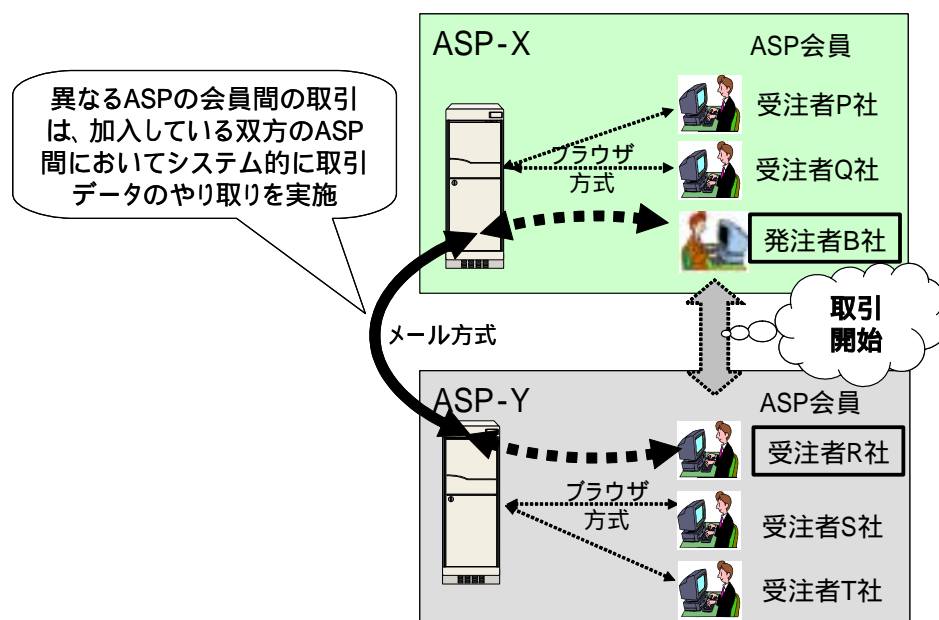 ASP-X
ASP会員
異なるASPの会員間の取引
は、加入している双方のASP
間においてシステム的に取引
データのやり取りを実施
受注者P社
ブラウザ
方式
受注者Q社
発注者B社
取引
開始
メール方式
ASP-Y
ASP会員
受注者R社
ブラウザ
方式
受注者S社
受注者T社